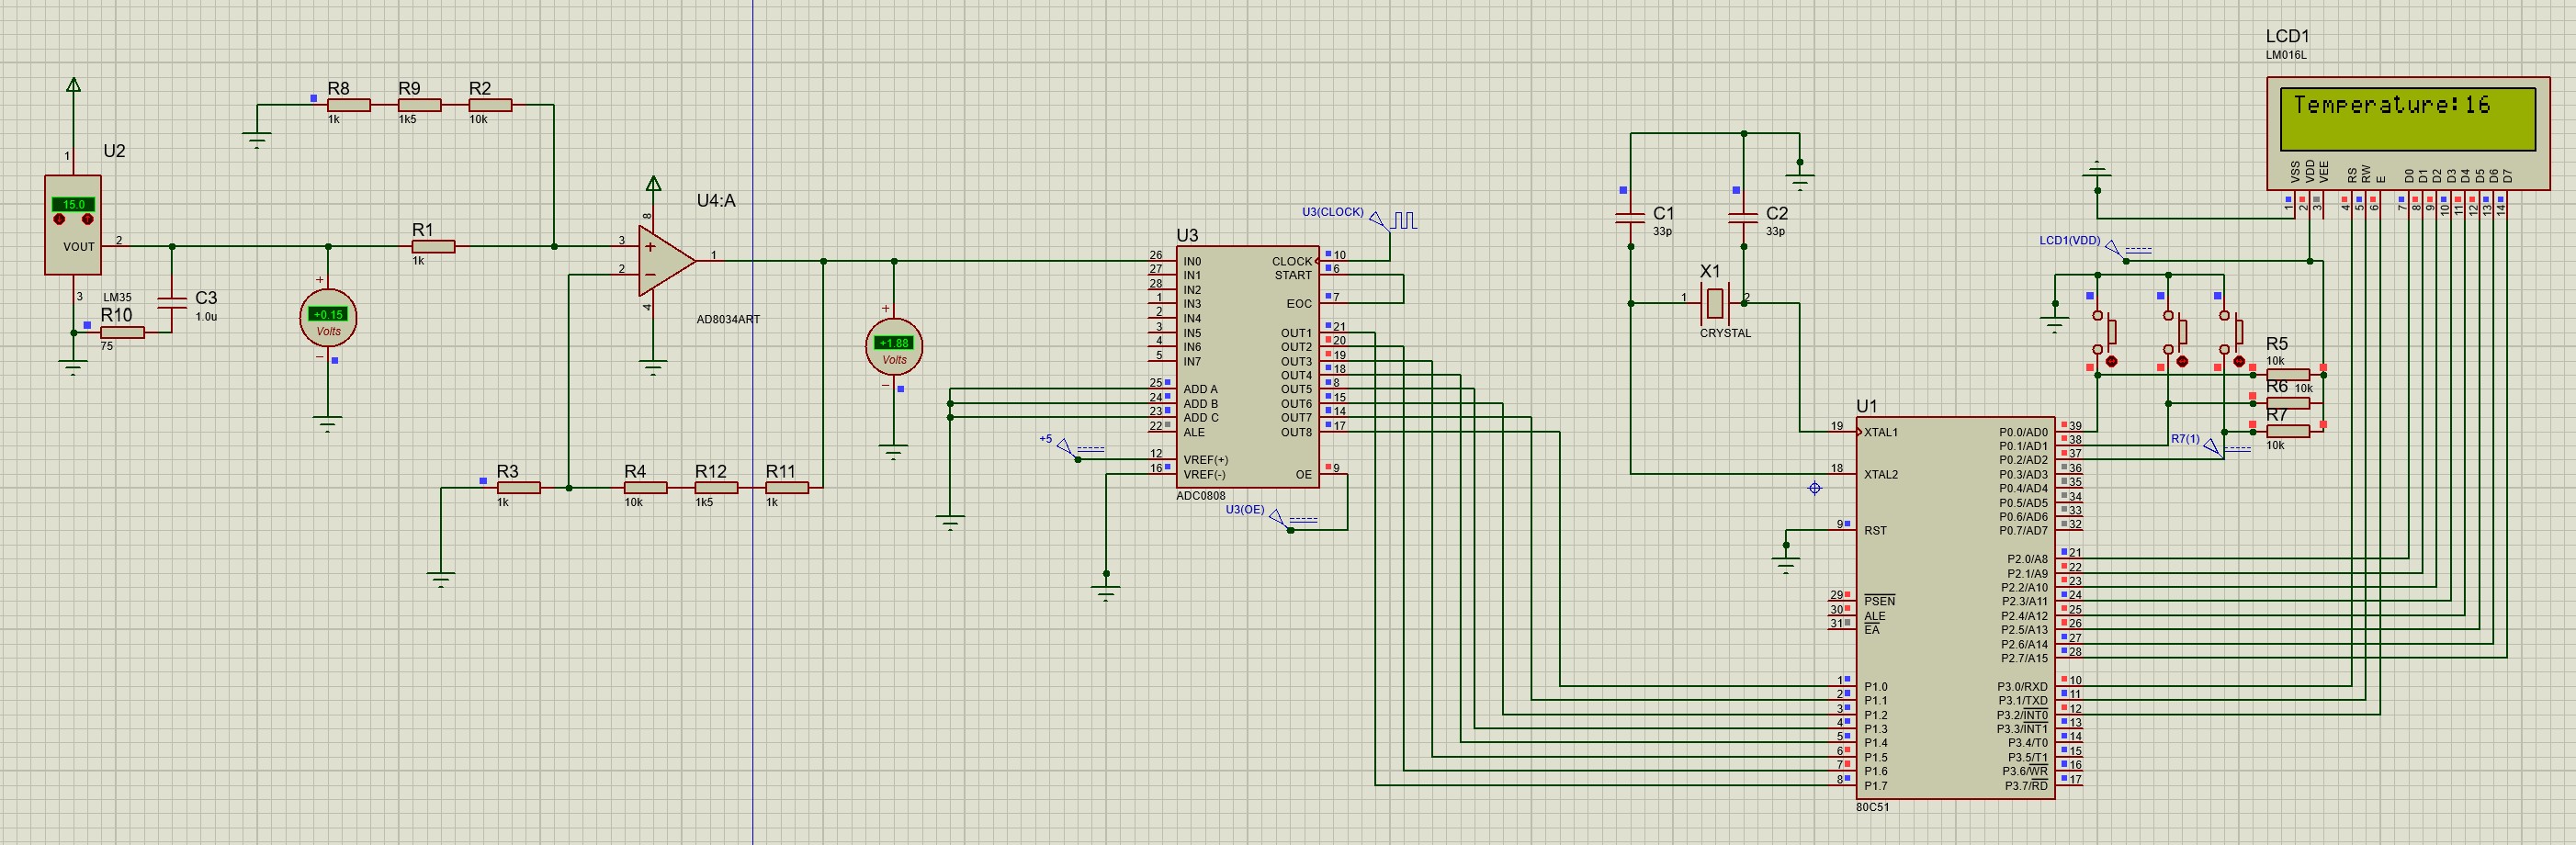 LCD1
LM016L
Temperature:16
VSS
VDD
VEE
RS
RW
E
D0
D1
D2
D3
D4
D5
D6
D7
1
2
3
4
5
6
7
8
9
10
11
12
13
14
LCD1(VDD)
R8
1k
R9
1k5
R2
10k
U2
1
15.0
VOUT
2
3
LM35
R10
75
C3
1.0u
+
+0.15
Volts
−
R1
1k
U4:A
8
3
+
2
−
1
4
AD8034ART
+
+1.88
Volts
−
R3
1k
R4
10k
R12
1k5
R11
1k
U3
26 IN0
27 IN1
28 IN2
1 IN3
2 IN4
3 IN5
4 IN6
5 IN7
25 ADD A
24 ADD B
23 ADD C
22 ALE
12 VREF(+)
16 VREF(-)
CLOCK 10
START 6
EOC 7
OUT1 21
OUT2 20
OUT3 19
OUT4 18
OUT5 8
OUT6 15
OUT7 14
OUT8 17
OE 9
ADC0808
U3(CLOCK)
+5
U3(OE)
C1
33p
C2
33p
X1
1
2
CRYSTAL
R5
10k
R6
10k
R7
10k
R7(1)
U1
19 XTAL1
18 XTAL2
9 RST
29 PSEN
30 ALE
31 EA
1 P1.0
2 P1.1
3 P1.2
4 P1.3
5 P1.4
6 P1.5
7 P1.6
8 P1.7
P0.0/AD0 39
P0.1/AD1 38
P0.2/AD2 37
P0.3/AD3 36
P0.4/AD4 35
P0.5/AD5 34
P0.6/AD6 33
P0.7/AD7 32
P2.0/A8 21
P2.1/A9 22
P2.2/A10 23
P2.3/A11 24
P2.4/A12 25
P2.5/A13 26
P2.6/A14 27
P2.7/A15 28
P3.0/RXD 10
P3.1/TXD 11
P3.2/INT0 12
P3.3/INT1 13
P3.4/T0 14
P3.5/T1 15
P3.6/WR 16
P3.7/RD 17
80C51